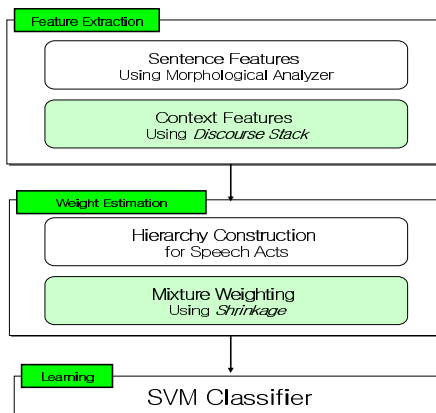 Feature Extraction
Sentence Features
Using Morphological Analyzer
Context Features
Using Discourse Stack
Weight Estimation
Hierarchy Construction
for Speech Acts
Mixture Weighting
Using Shrinkage
Learning
SVM Classifier